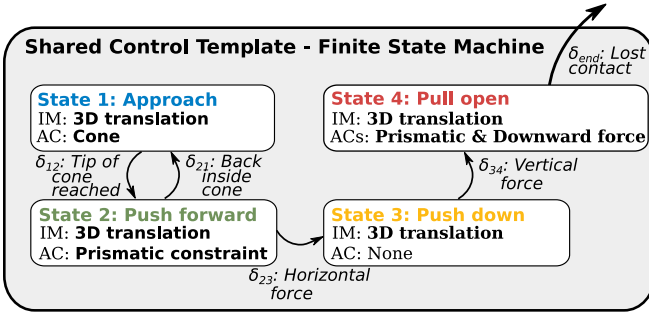 Shared Control Template - Finite State Machine
δend: Lost
contact
State 1: Approach
IM: 3D translation
AC: Cone
State 4: Pull open
IM: 3D translation
ACs: Prismatic & Downward force
δ12: Tip of
cone
reached
δ21: Back
inside
cone
δ34: Vertical
force
State 2: Push forward
IM: 3D translation
AC: Prismatic constraint
State 3: Push down
IM: 3D translation
AC: None
δ23: Horizontal
force